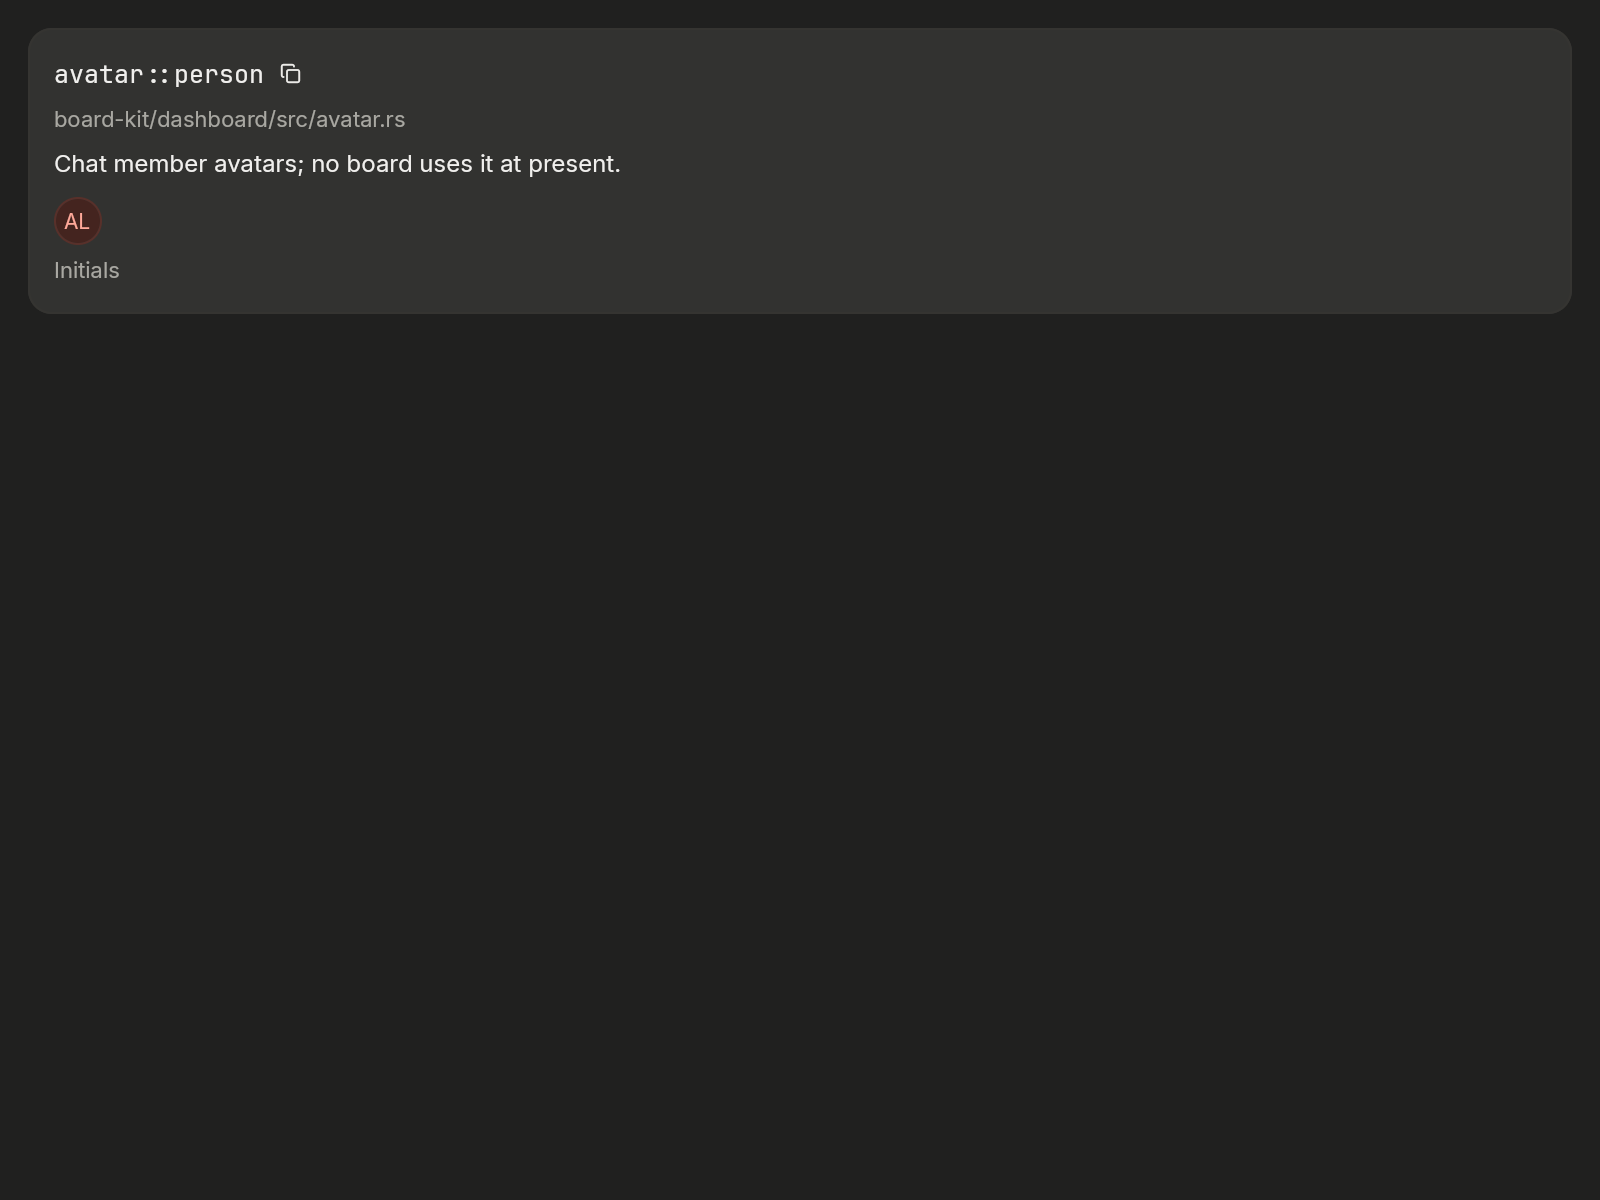 avatar::person
board-kit/dashboard/src/avatar.rs
Chat member avatars; no board uses it at present.
AL
Initials